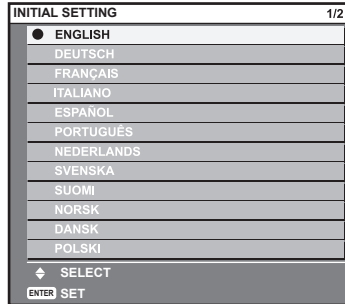 INITIAL SETTING 1/2
ENGLISH
DEUTSCH
FRANÇAIS
ITALIANO
ESPAÑOL
PORTUGUÊS
NEDERLANDS
SVENSKA
SUOMI
NORSK
DANSK
POLSKI
SELECT
ENTER SET